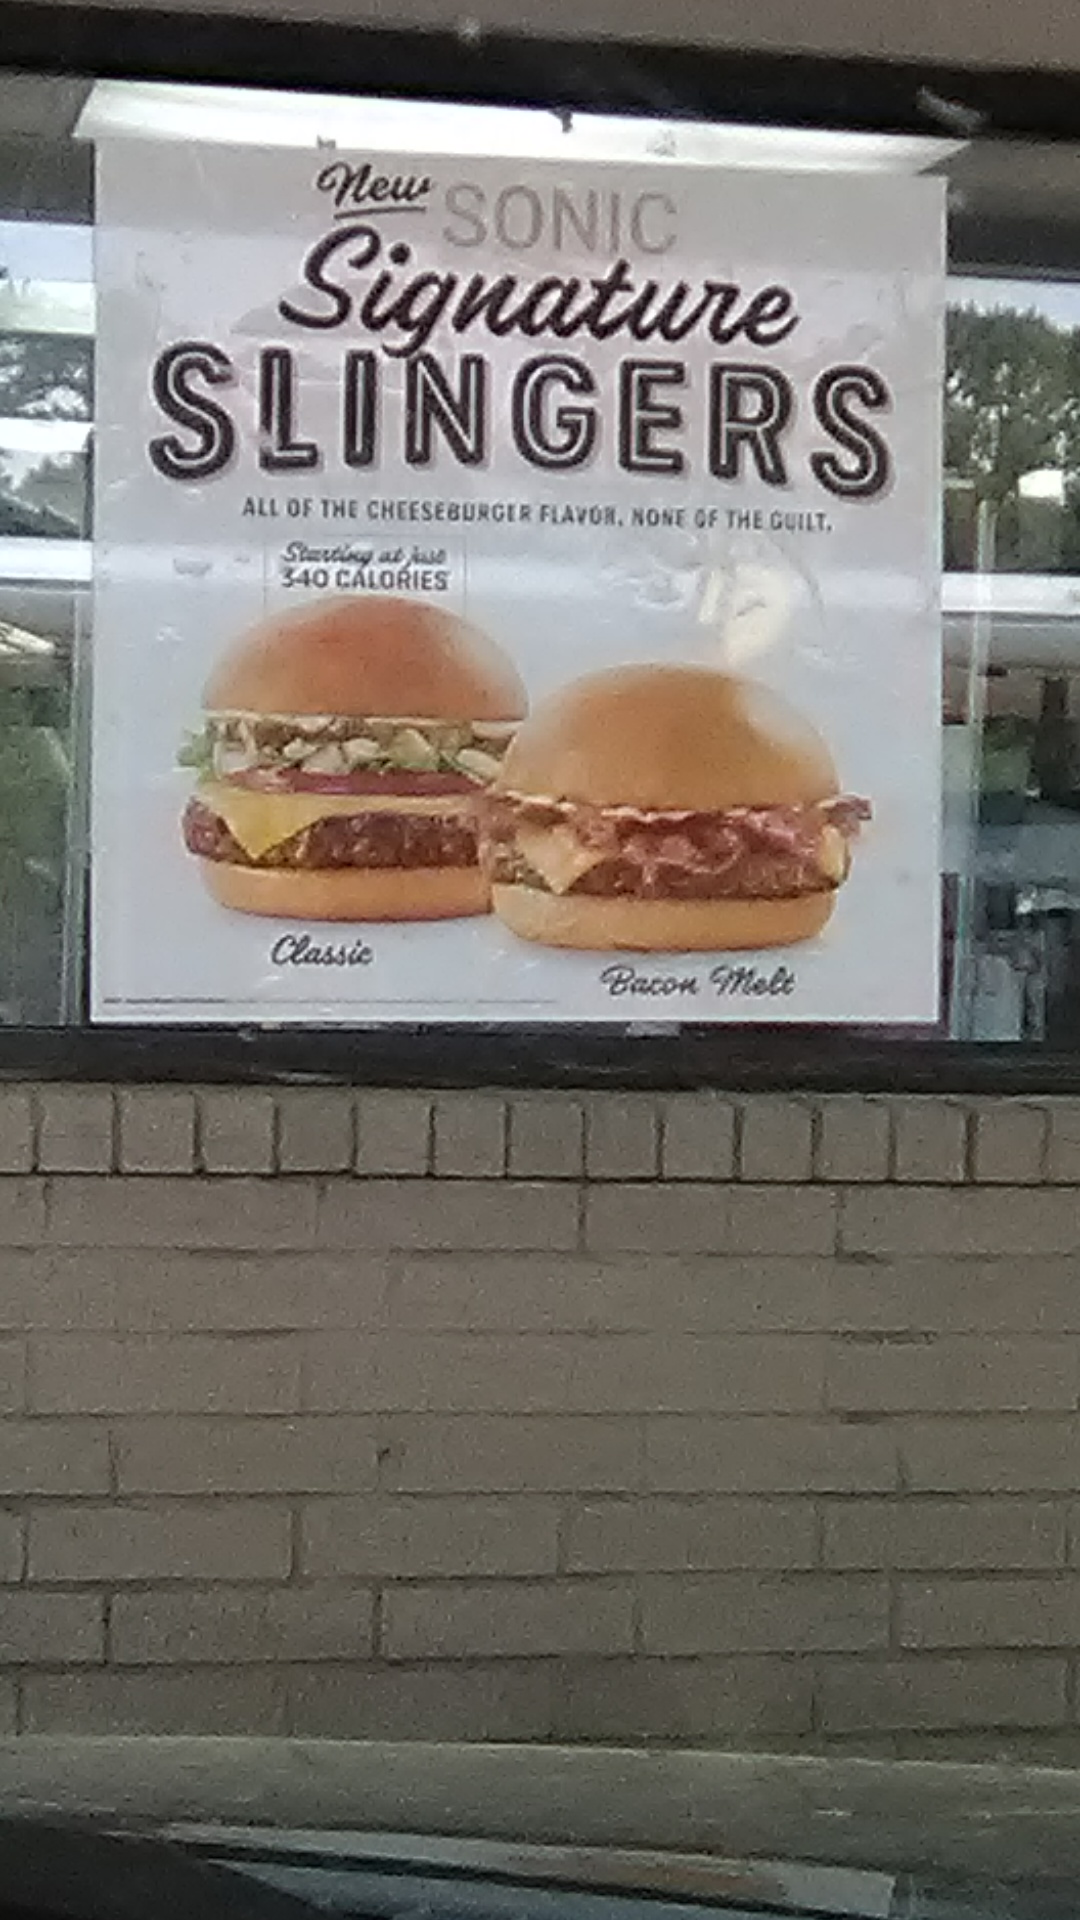 New SONIC
Signature
SLINGERS
ALL OF THE CHEESEBURGER FLAVOR. NONE OF THE GUILT.
Starting at just
340 CALORIES
Classic
Bacon Melt